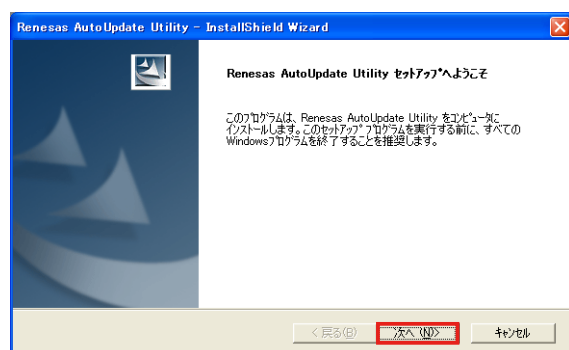 Renesas AutoUpdate Utility - InstallShield Wizard
Renesas AutoUpdate Utility ｾｯﾄｱｯﾌﾟへようこそ
このﾌﾟﾛｸﾞﾗﾑは、Renesas AutoUpdate Utility をｺﾝﾋﾟｭｰﾀに
ｲﾝｽﾄｰﾙします。このｾｯﾄｱｯﾌﾟ ﾌﾟﾛｸﾞﾗﾑを実行する前に、すべての
Windowsﾌﾟﾛｸﾞﾗﾑを終了することを推奨します。
< 戻る(B)
次へ (N)>
ｷｬﾝｾﾙ